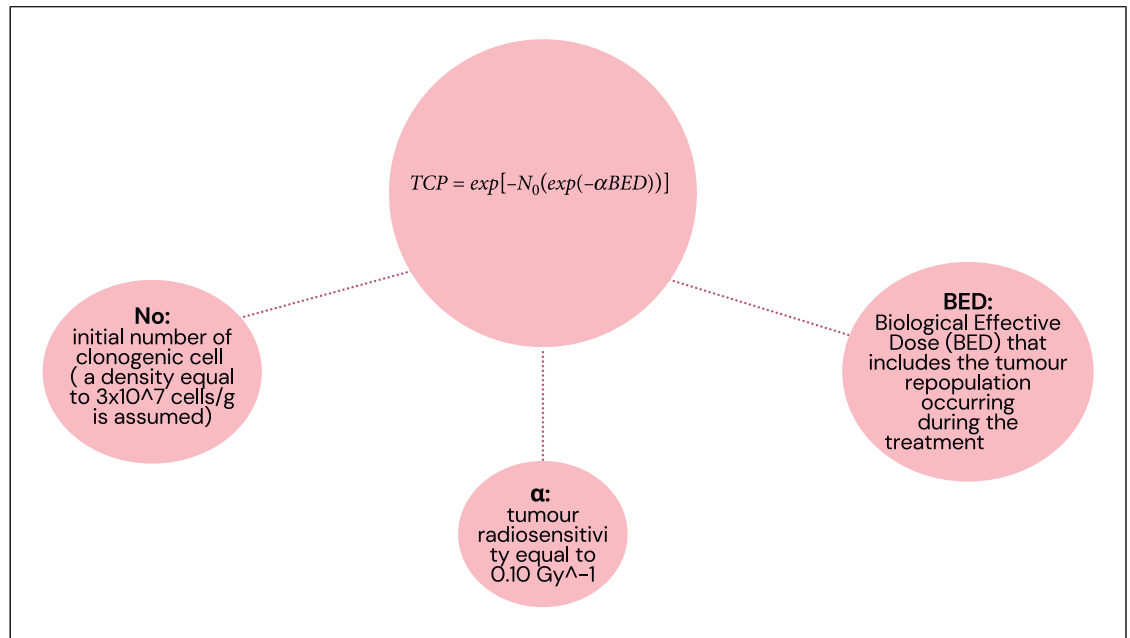 TCP = exp[–N₀(exp(–αBED))]
No:
initial number of
clonogenic cell
( a density equal
to 3x10^7 cells/g
is assumed)
α:
tumour
radiosensitivi
ty equal to
0.10 Gy^-1
BED:
Biological Effective
Dose (BED) that
includes the tumour
repopulation
occurring
during the
treatment